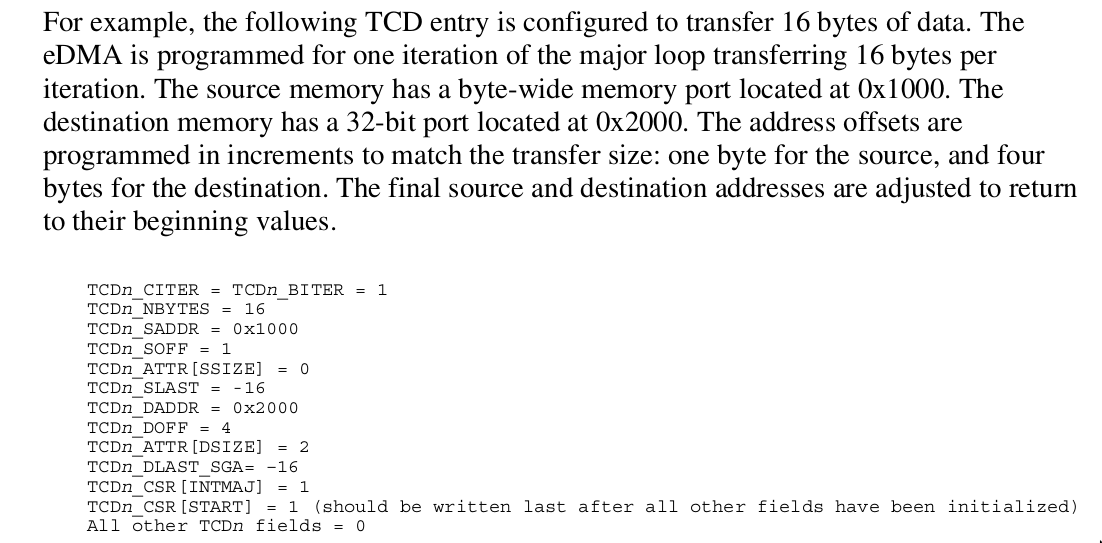 For example, the following TCD entry is configured to transfer 16 bytes of data. The
eDMA is programmed for one iteration of the major loop transferring 16 bytes per
iteration. The source memory has a byte-wide memory port located at 0x1000. The
destination memory has a 32-bit port located at 0x2000. The address offsets are
programmed in increments to match the transfer size: one byte for the source, and four
bytes for the destination. The final source and destination addresses are adjusted to return
to their beginning values.
TCDn_CITER = TCDn_BITER = 1
TCDn_NBYTES = 16
TCDn_SADDR = 0x1000
TCDn_SOFF = 1
TCDn_ATTR[SSIZE] = 0
TCDn_SLAST = -16
TCDn_DADDR = 0x2000
TCDn_DOFF = 4
TCDn_ATTR[DSIZE] = 2
TCDn_DLAST_SGA= -16
TCDn_CSR[INTMAJ] = 1
TCDn_CSR[START] = 1 (should be written last after all other fields have been initialized)
All other TCDn fields = 0